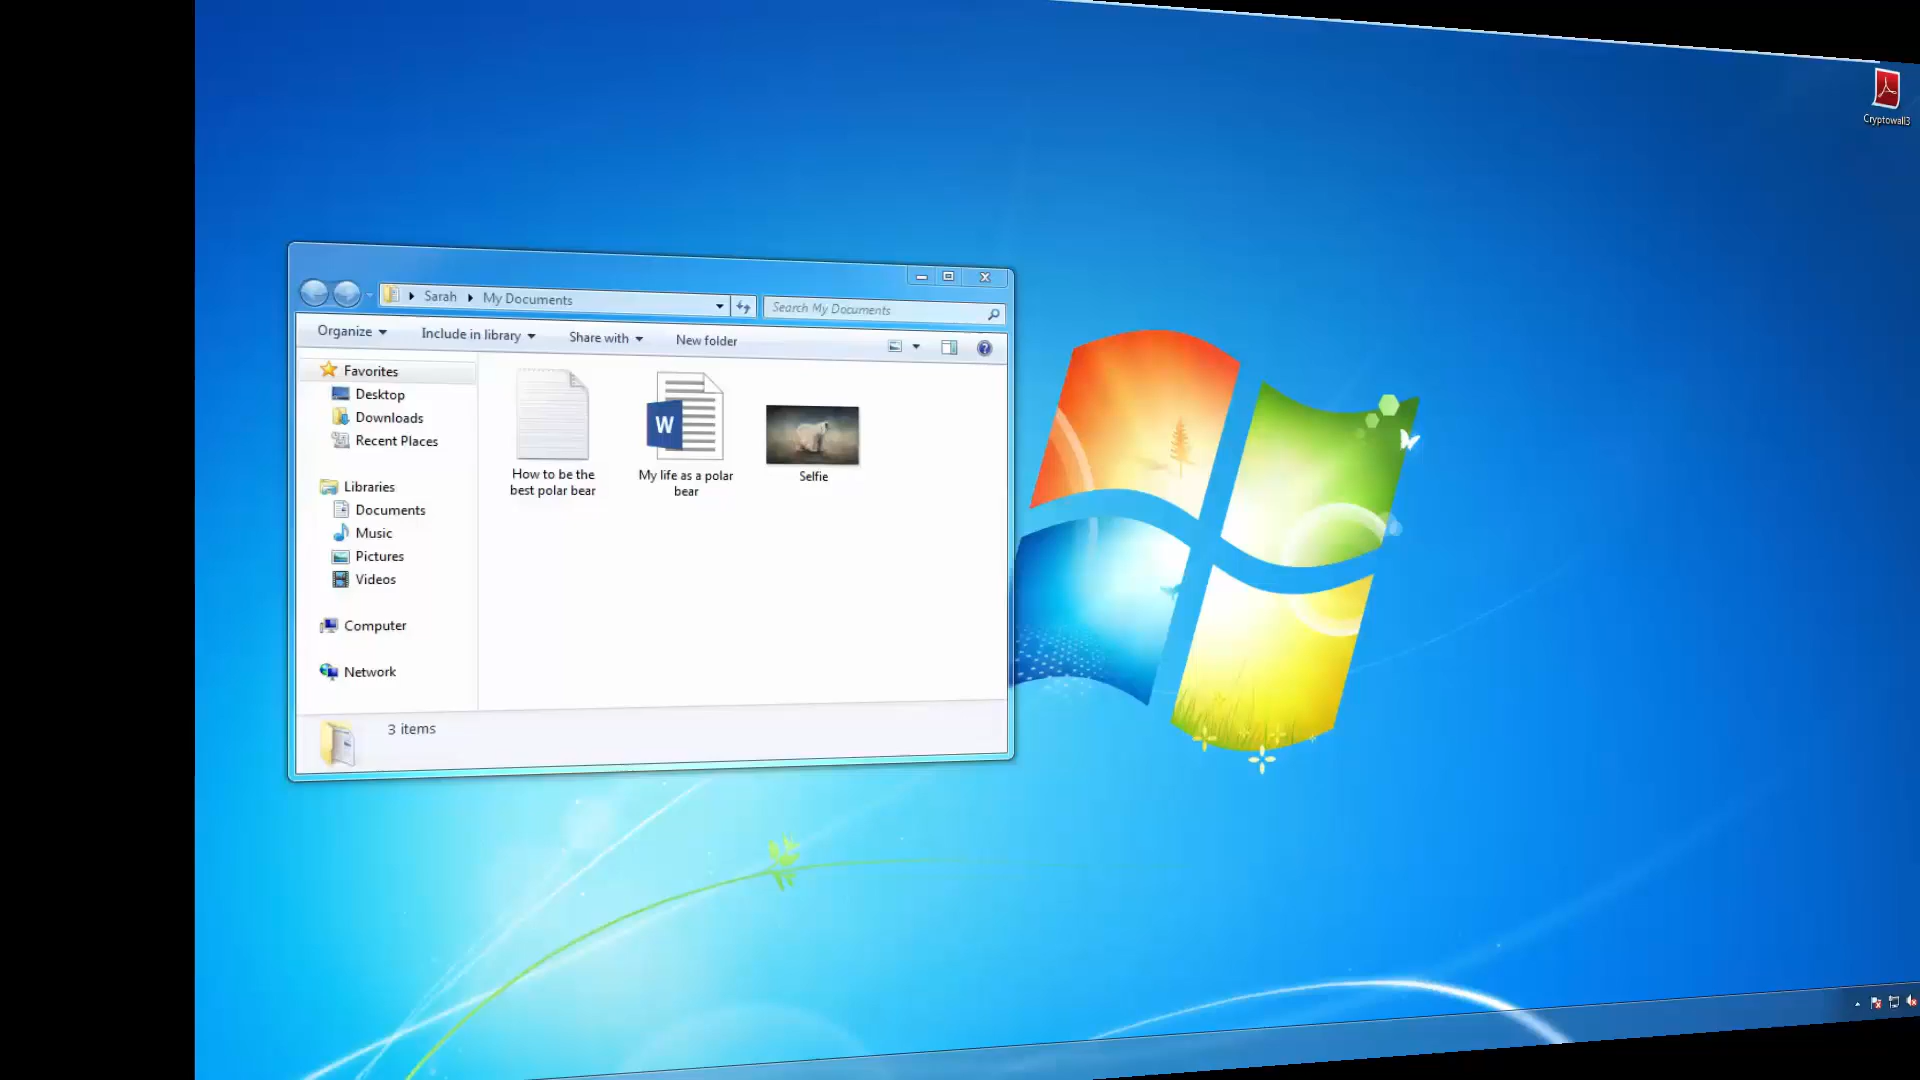 Cryptowall3
Sarah
My Documents
Search My Documents
Organize
Include in library
Share with
New folder
Favorites
Desktop
Downloads
Recent Places
Libraries
Documents
Music
Pictures
Videos
Computer
Network
How to be the
best polar bear
W
My life as a polar
bear
Selfie
3 items